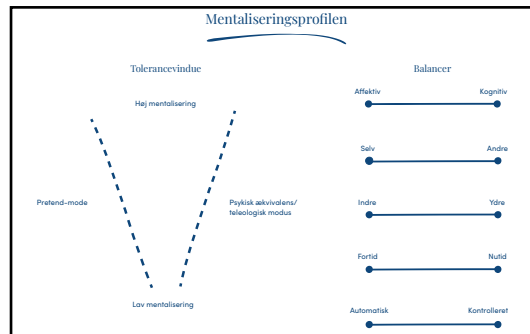 Mentaliseringsprofilen
Tolerancevindue
Høj mentalisering
Pretend-mode
Psykisk ækvivalens/
teleologisk modus
Lav mentalisering
Balancer
Affektiv Kognitiv
Selv Andre
Indre Ydre
Fortid Nutid
Automatisk Kontrolleret